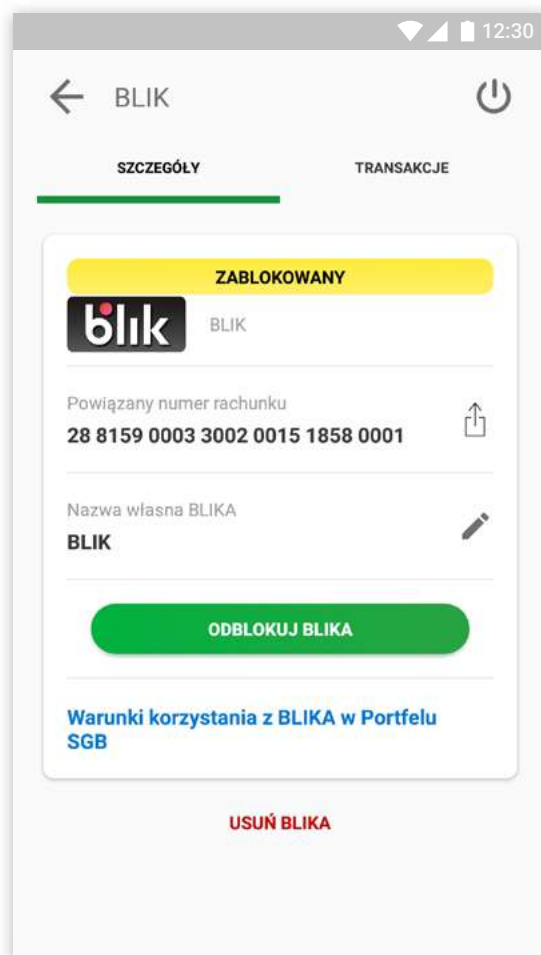 12:30
BLIK
SZCZEGÓŁY
TRANSAKCJE
ZABLOKOWANY
blik
BLIK
Powiązany numer rachunku
28 8159 0003 3002 0015 1858 0001
Nazwa własna BLIKA
BLIK
ODBLOKUJ BLIKA
Warunki korzystania z BLIKA w Portfelu
SGB
USUŃ BLIKA